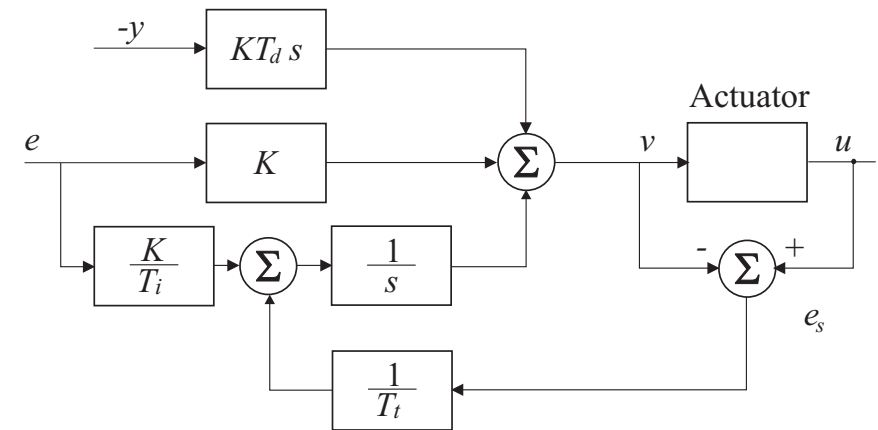 -y
KT_d s
Actuator
e
K
Σ
v
u
K
T_i
Σ
1
s
-
+
Σ
e_s
1
T_t